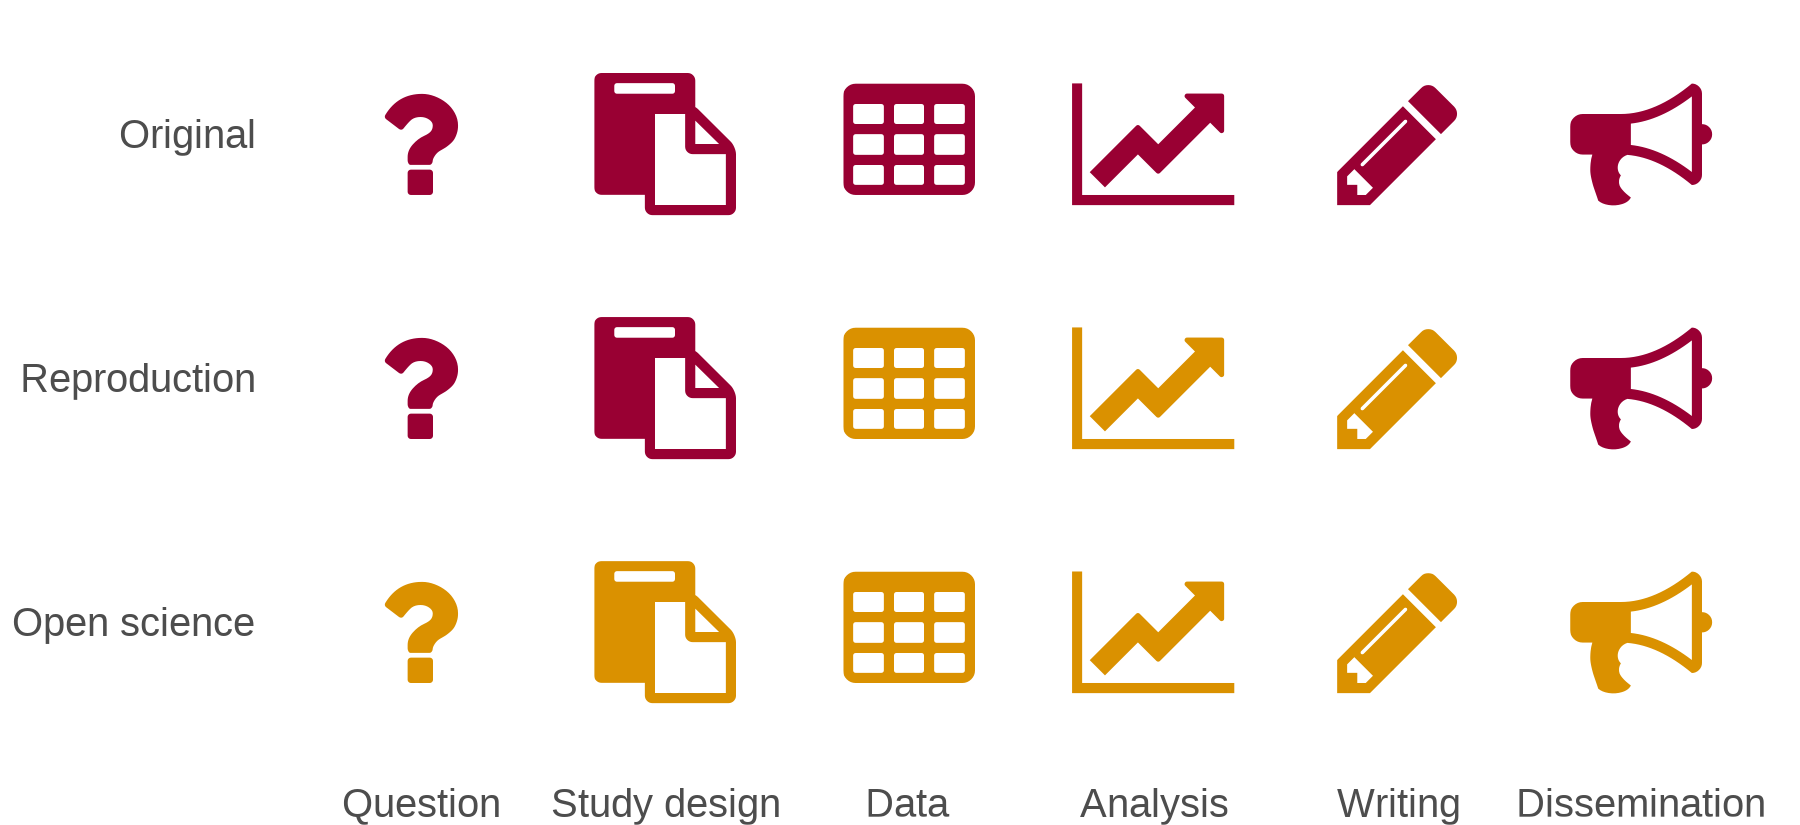 Original
Reproduction
Open science
Question Study design Data Analysis Writing Dissemination